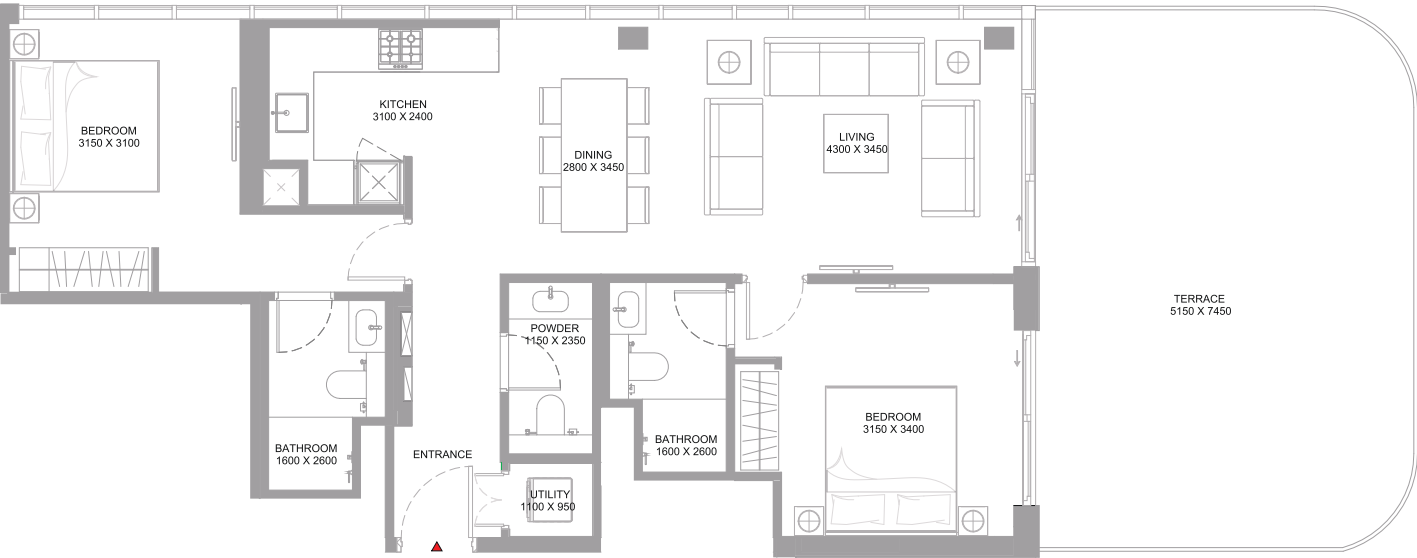 BEDROOM
3150 X 3100
KITCHEN
3100 X 2400
DINING
2800 X 3450
LIVING
4300 X 3450
TERRACE
5150 X 7450
POWDER
1150 X 2350
BEDROOM
3150 X 3400
BATHROOM
1600 X 2600
BATHROOM
1600 X 2600
ENTRANCE
UTILITY
1100 X 950